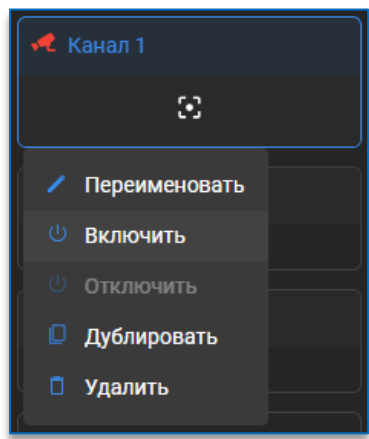 Канал 1
Переименовать
Включить
Отключить
Дублировать
Удалить